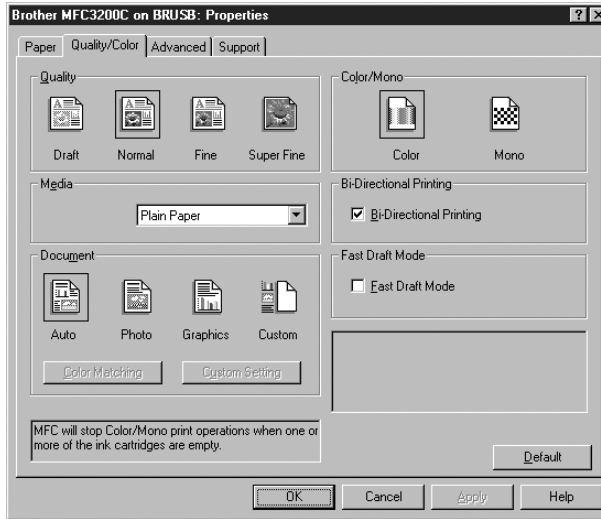 Brother MFC3200C on BRUSB: Properties
Paper Quality/Color Advanced Support
Quality
Draft Normal Fine Super Fine
Color/Mono
Color Mono
Media
Plain Paper
Bi-Directional Printing
Bi-Directional Printing
Document
Auto Photo Graphics Custom
Color Matching Custom Setting
Fast Draft Mode
Fast Draft Mode
MFC will stop Color/Mono print operations when one or
more of the ink cartridges are empty.
Default
OK Cancel Apply Help